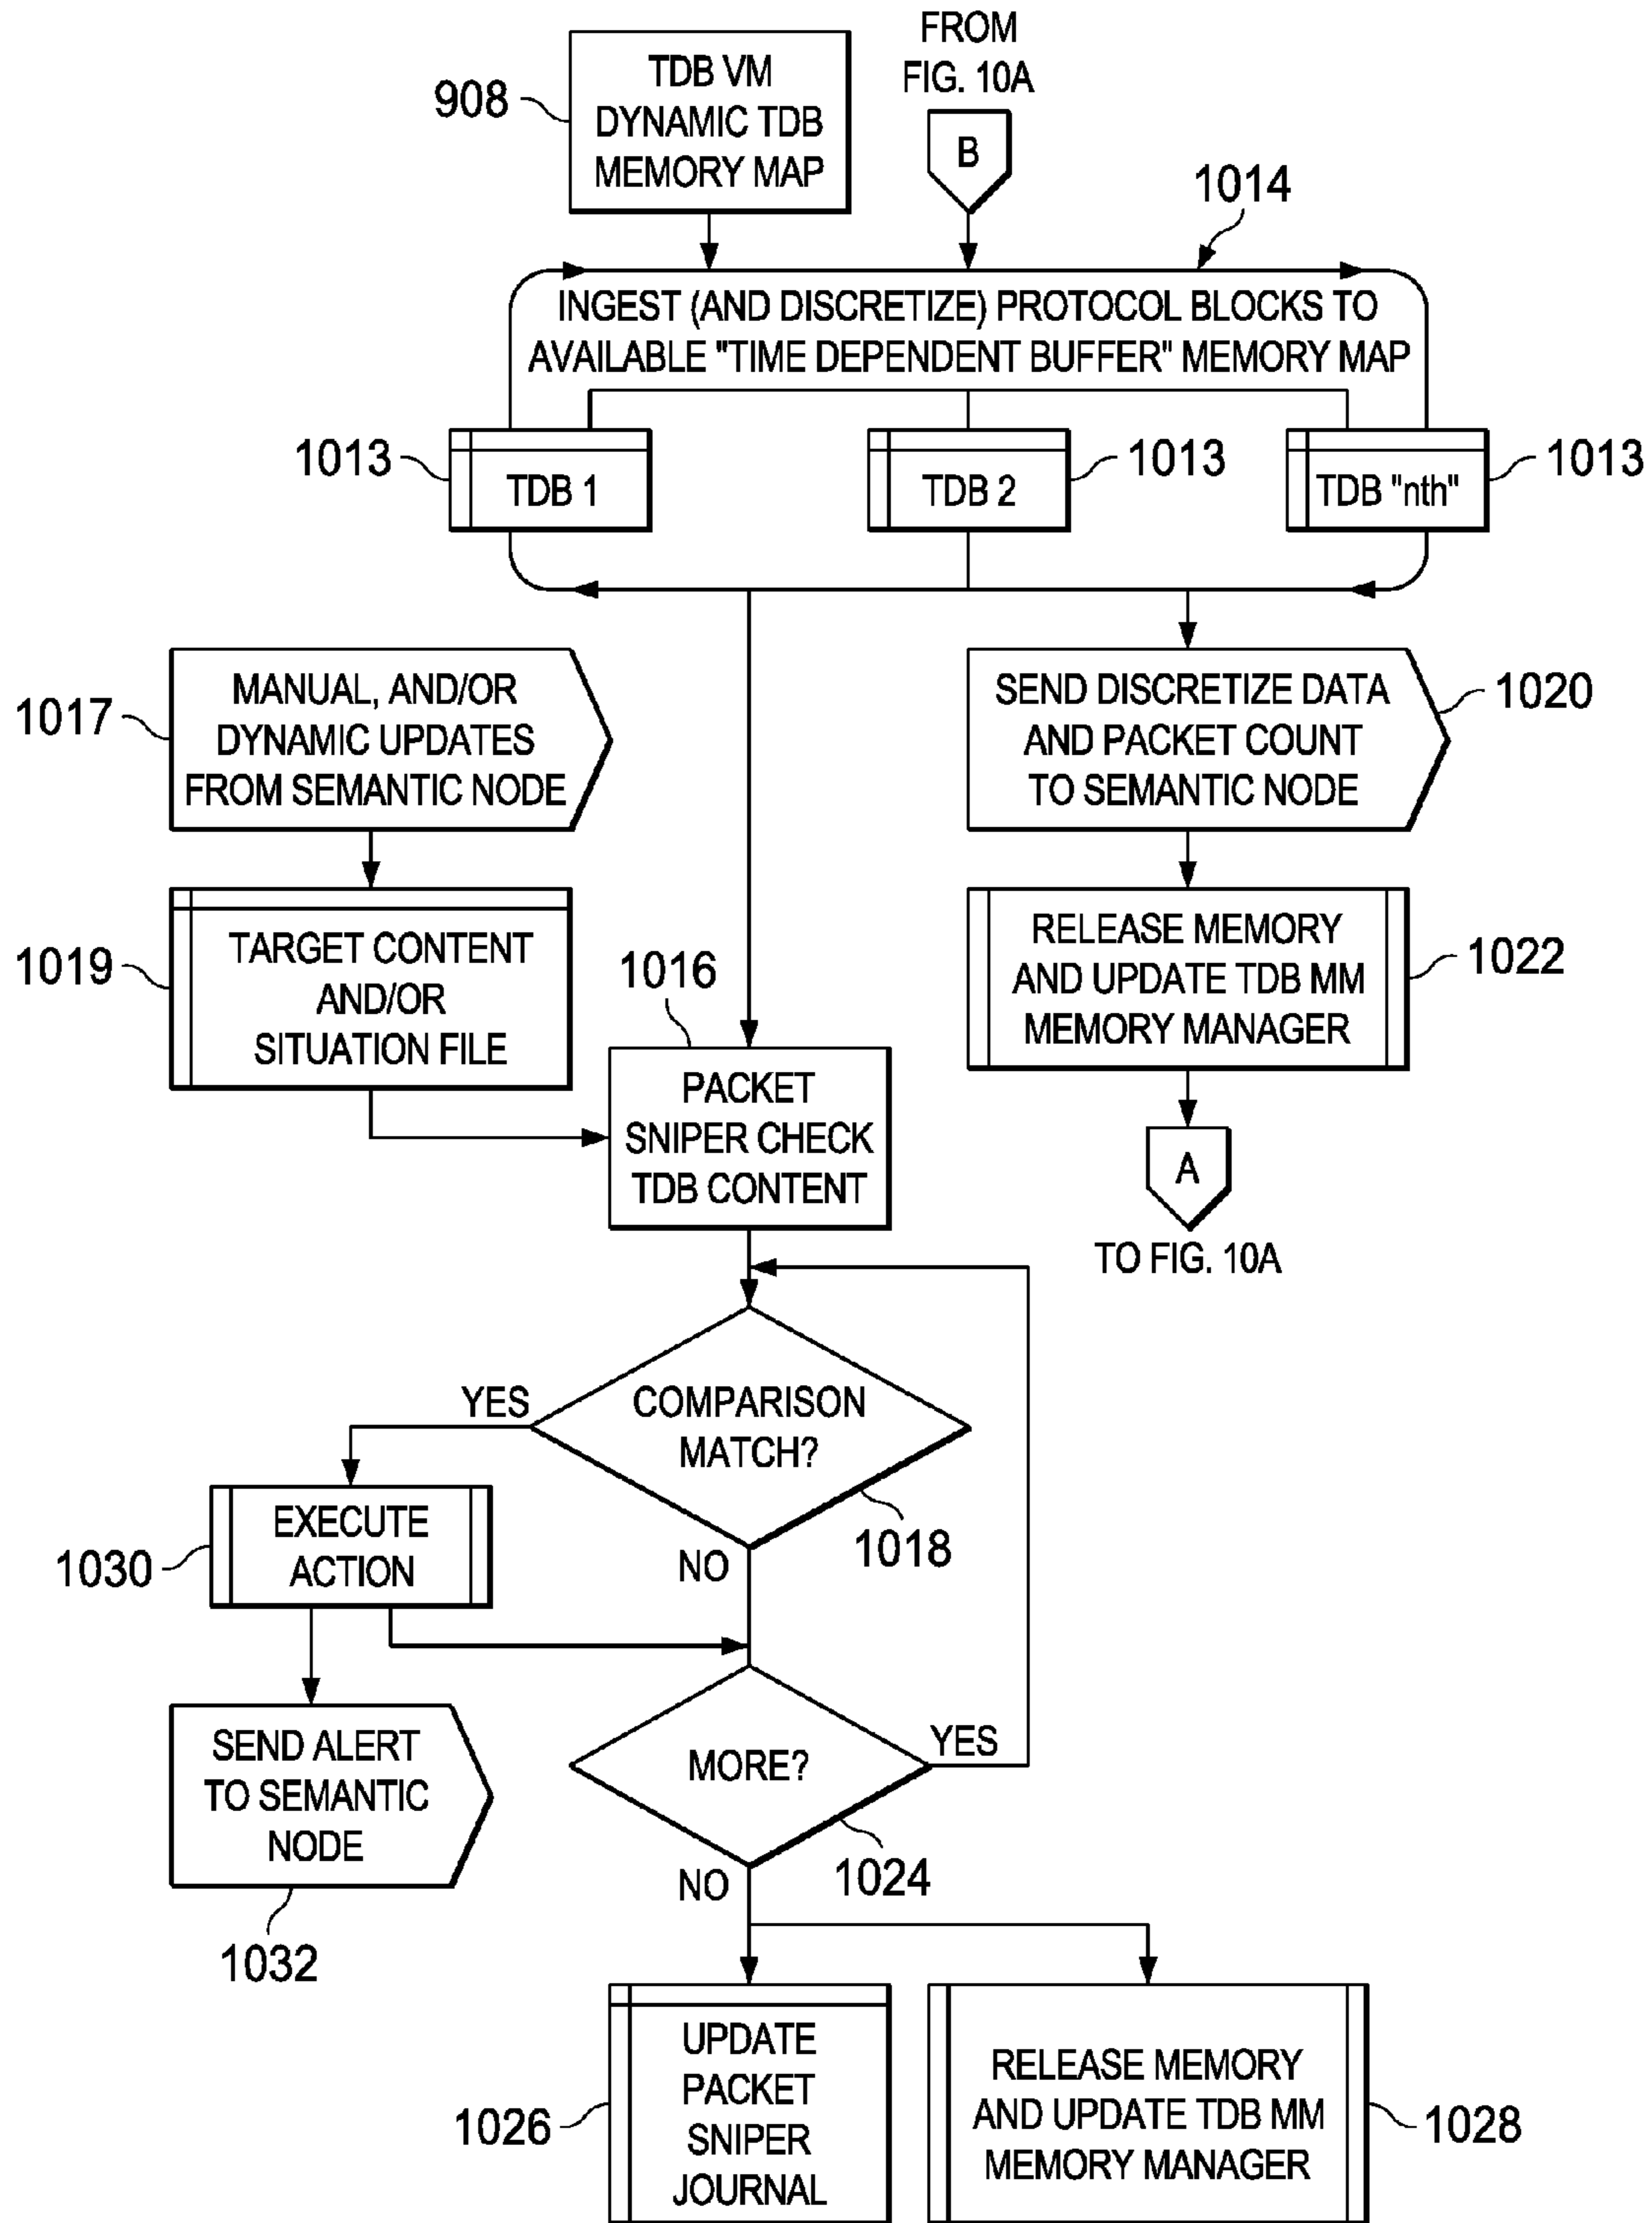 FROM
FIG. 10A
908
TDB VM
DYNAMIC TDB
MEMORY MAP
B
1014
INGEST (AND DISCRETIZE) PROTOCOL BLOCKS TO
AVAILABLE "TIME DEPENDENT BUFFER" MEMORY MAP
1013
TDB 1
TDB 2
1013
TDB "nth"
1013
1017
MANUAL, AND/OR
DYNAMIC UPDATES
FROM SEMANTIC NODE
SEND DISCRETIZE DATA
AND PACKET COUNT
TO SEMANTIC NODE
1020
1019
TARGET CONTENT
AND/OR
SITUATION FILE
1016
RELEASE MEMORY
AND UPDATE TDB MM
MEMORY MANAGER
1022
PACKET
SNIPER CHECK
TDB CONTENT
A
TO FIG. 10A
YES
COMPARISON
MATCH?
1018
NO
1030
EXECUTE
ACTION
SEND ALERT
TO SEMANTIC
NODE
1032
MORE?
YES
1024
NO
1026
UPDATE
PACKET
SNIPER
JOURNAL
RELEASE MEMORY
AND UPDATE TDB MM
MEMORY MANAGER
1028